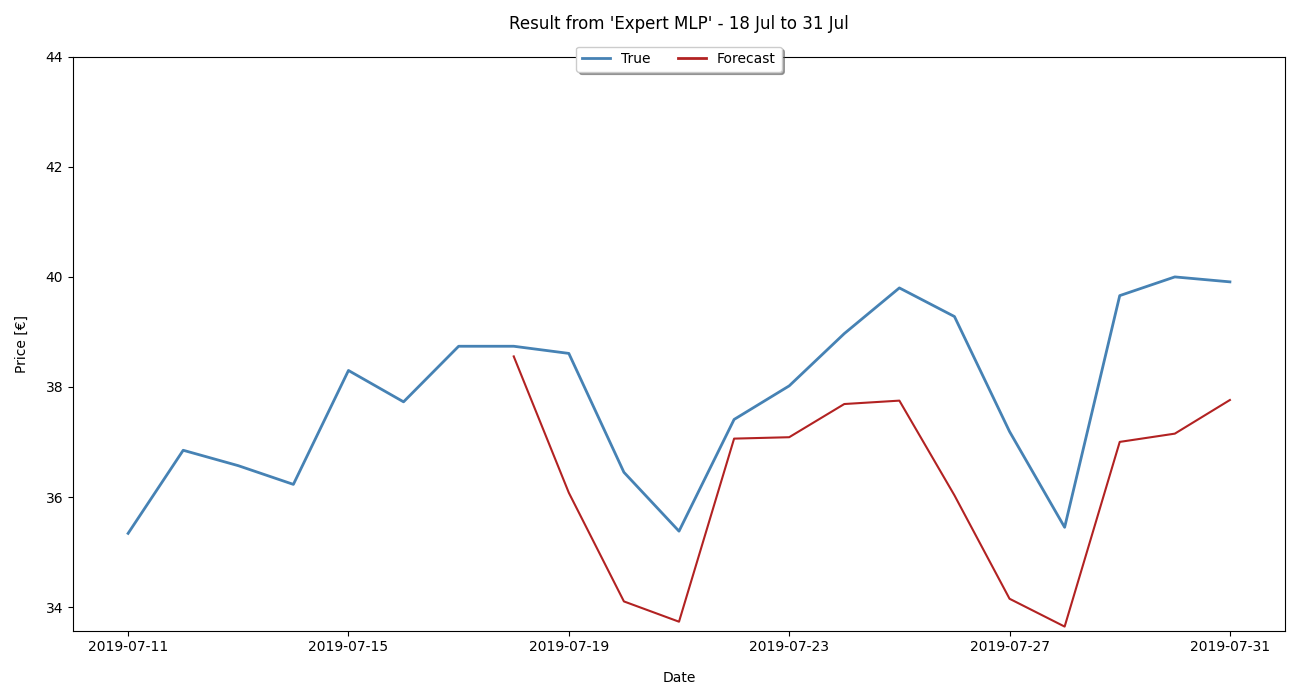 Result from 'Expert MLP' - 18 Jul to 31 Jul
True Forecast
44
42
40
38
36
34
Price [€]
2019-07-11 2019-07-15 2019-07-19 2019-07-23 2019-07-27 2019-07-31
Date